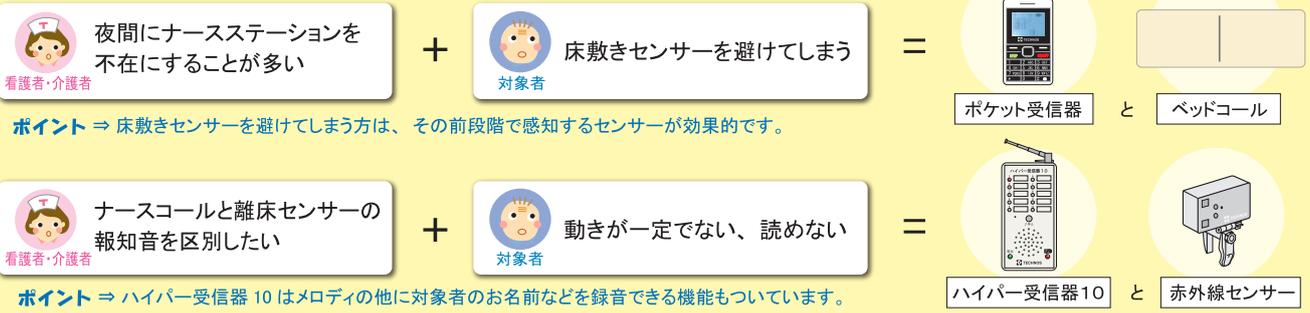 夜間にナースステーションを
不在にすることが多い
看護者・介護者
+
床敷きセンサーを避けてしまう
対象者
=
ポケット受信器 と ベッドコール
ポイント ⇒ 床敷きセンサーを避けてしまう方は、その前段階で感知するセンサーが効果的です。
ナースコールと離床センサーの
報知音を区別したい
看護者・介護者
+
動きが一定でない、読めない
対象者
=
ハイパー受信器10
TECHNOS
ハイパー受信器10 と 赤外線センサー
ポイント ⇒ ハイパー受信器 10 はメロディの他に対象者のお名前などを録音できる機能もついています。